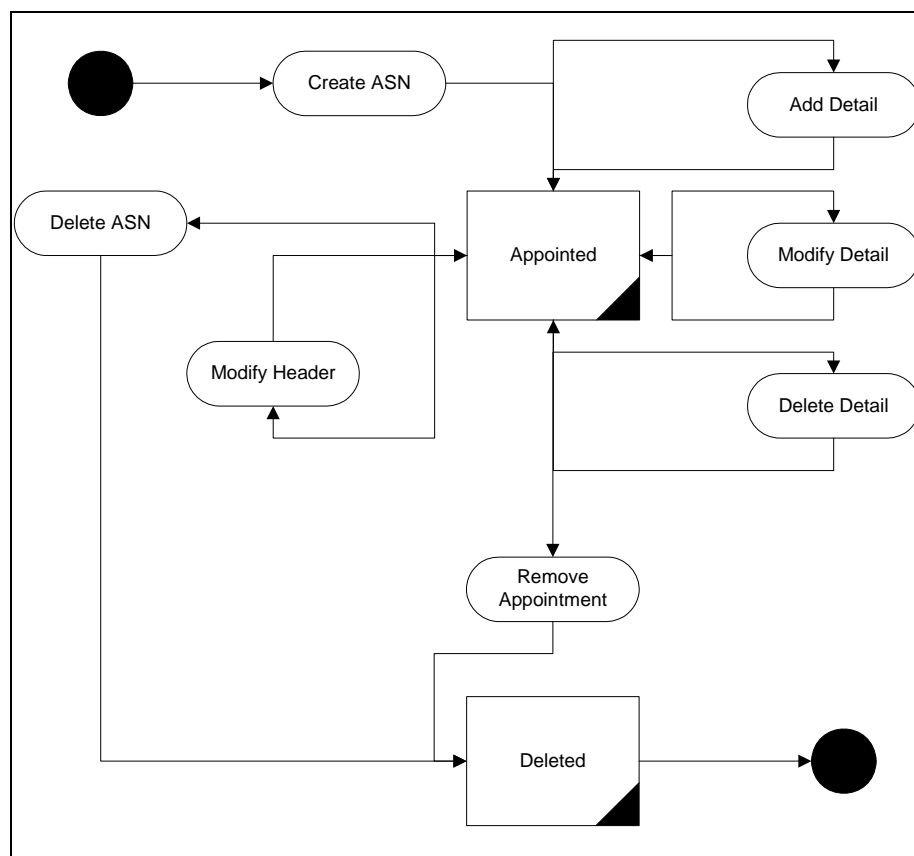 Create ASN
Add Detail
Delete ASN
Appointed
Modify Detail
Modify Header
Delete Detail
Remove
Appointment
Deleted